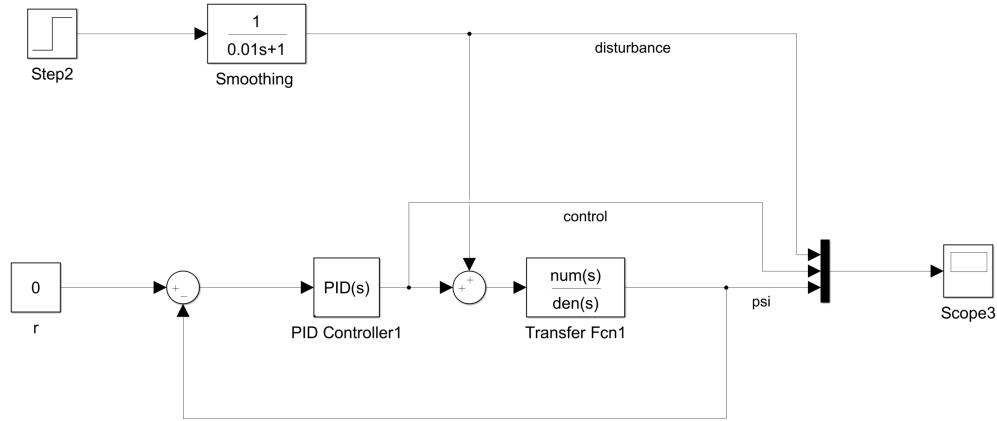 1
0.01s+1
disturbance
Step2
Smoothing
control
0
+
−
PID(s)
+
+
num(s)
den(s)
psi
r
PID Controller1
Transfer Fcn1
Scope3